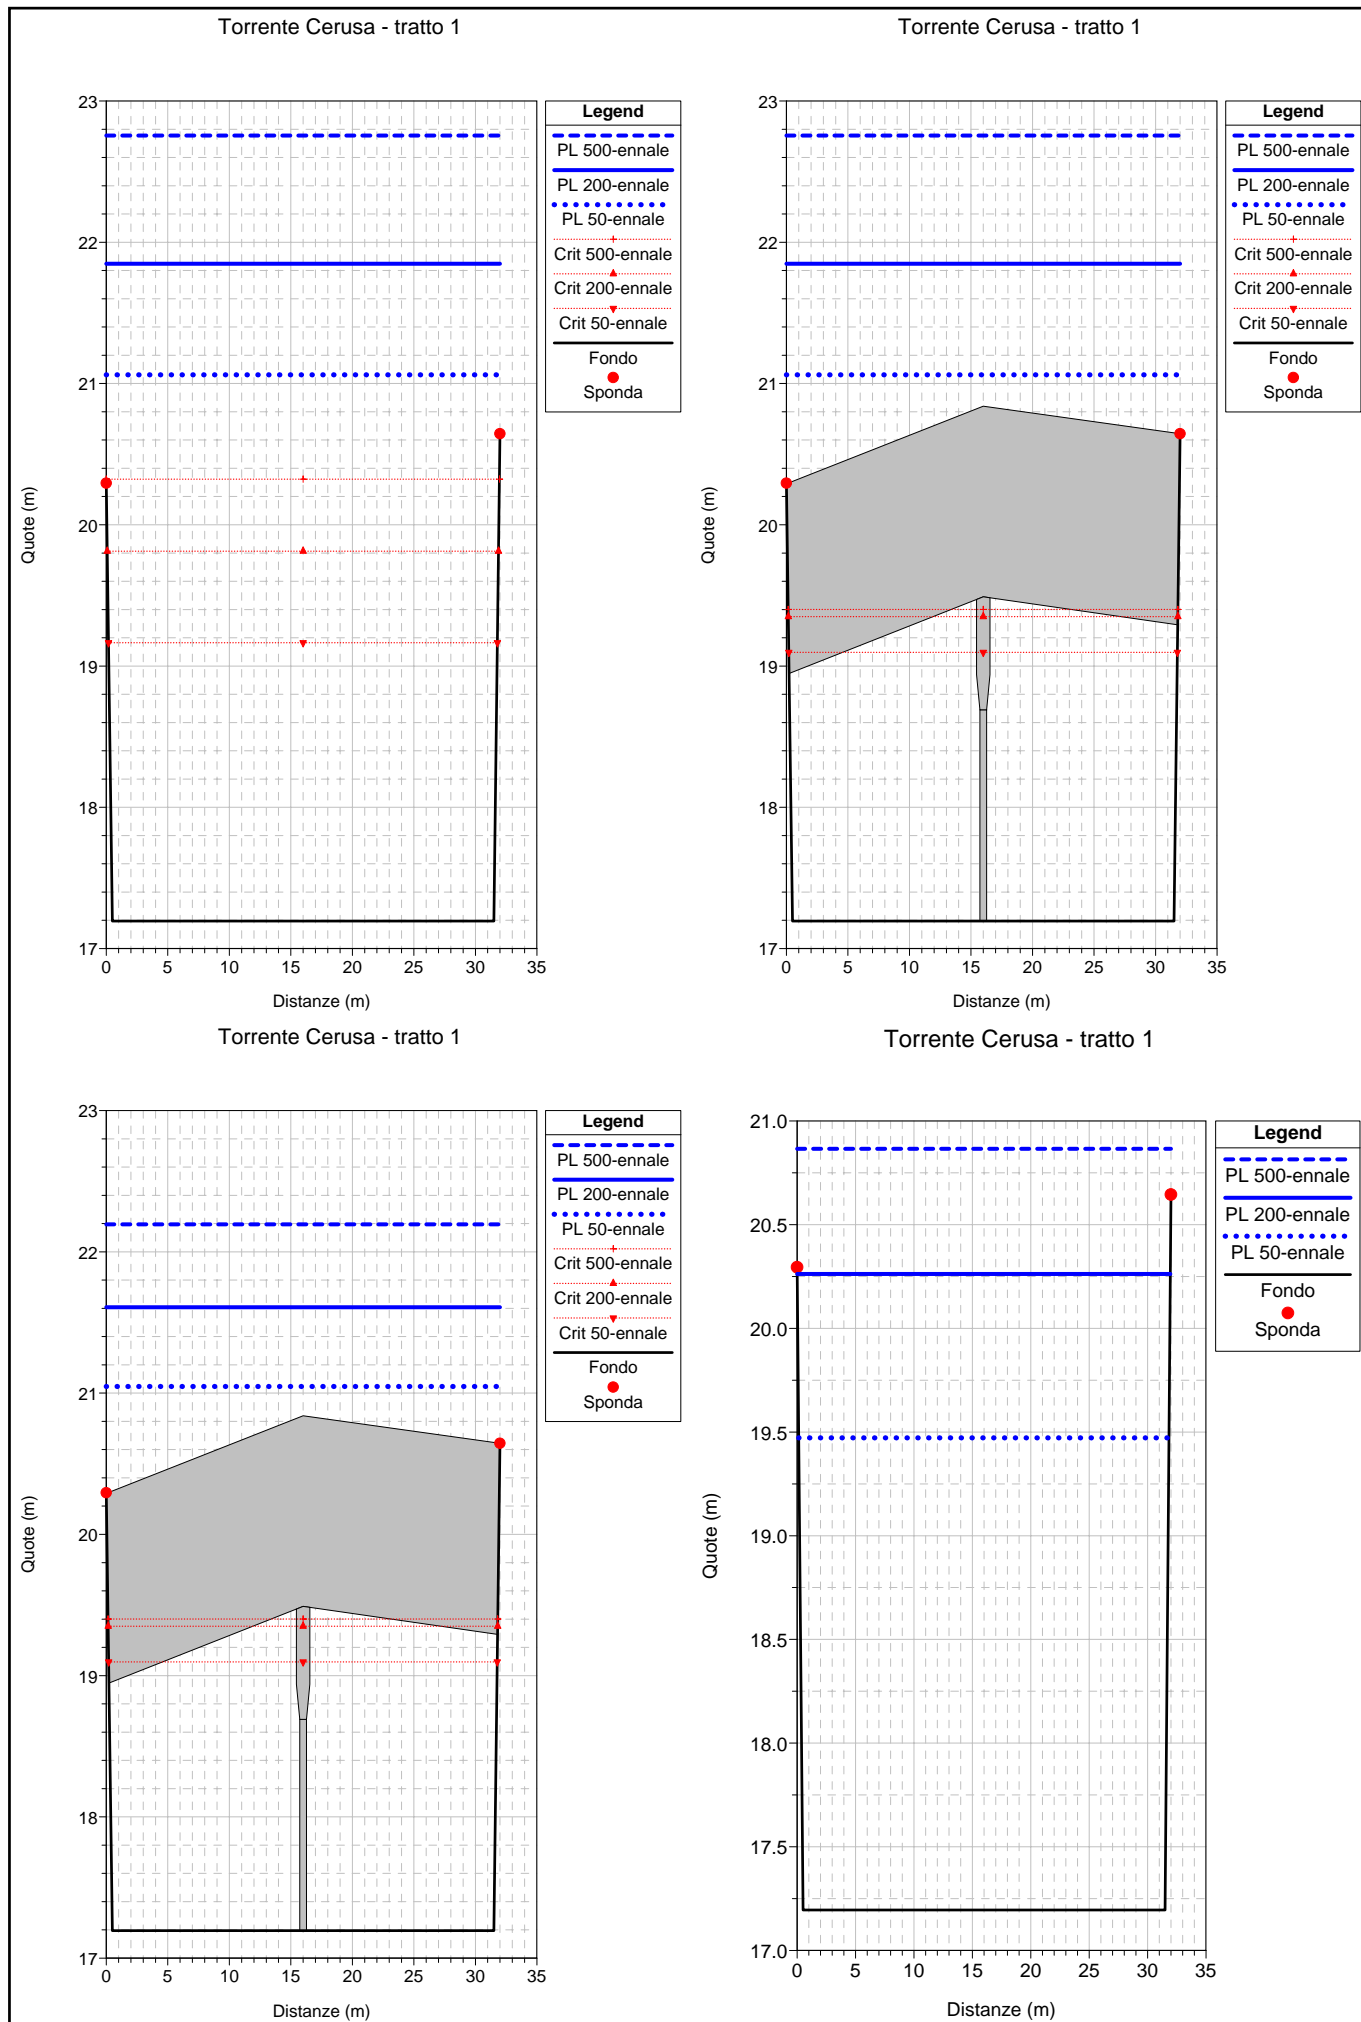 Torrente Cerusa - tratto 1
23
22
21
20
19
18
17
Quote (m)
0 5 10 15 20 25 30 35
Distanze (m)
Legend
PL 500-ennale
PL 200-ennale
PL 50-ennale
Crit 500-ennale
Crit 200-ennale
Crit 50-ennale
Fondo
Sponda
Torrente Cerusa - tratto 1
23
22
21
20
19
18
17
Quote (m)
0 5 10 15 20 25 30 35
Distanze (m)
Legend
PL 500-ennale
PL 200-ennale
PL 50-ennale
Crit 500-ennale
Crit 200-ennale
Crit 50-ennale
Fondo
Sponda
Torrente Cerusa - tratto 1
23
22
21
20
19
18
17
Quote (m)
0 5 10 15 20 25 30 35
Distanze (m)
Legend
PL 500-ennale
PL 200-ennale
PL 50-ennale
Crit 500-ennale
Crit 200-ennale
Crit 50-ennale
Fondo
Sponda
Torrente Cerusa - tratto 1
21.0
20.5
20.0
19.5
19.0
18.5
18.0
17.5
17.0
Quote (m)
0 5 10 15 20 25 30 35
Distanze (m)
Legend
PL 500-ennale
PL 200-ennale
PL 50-ennale
Fondo
Sponda